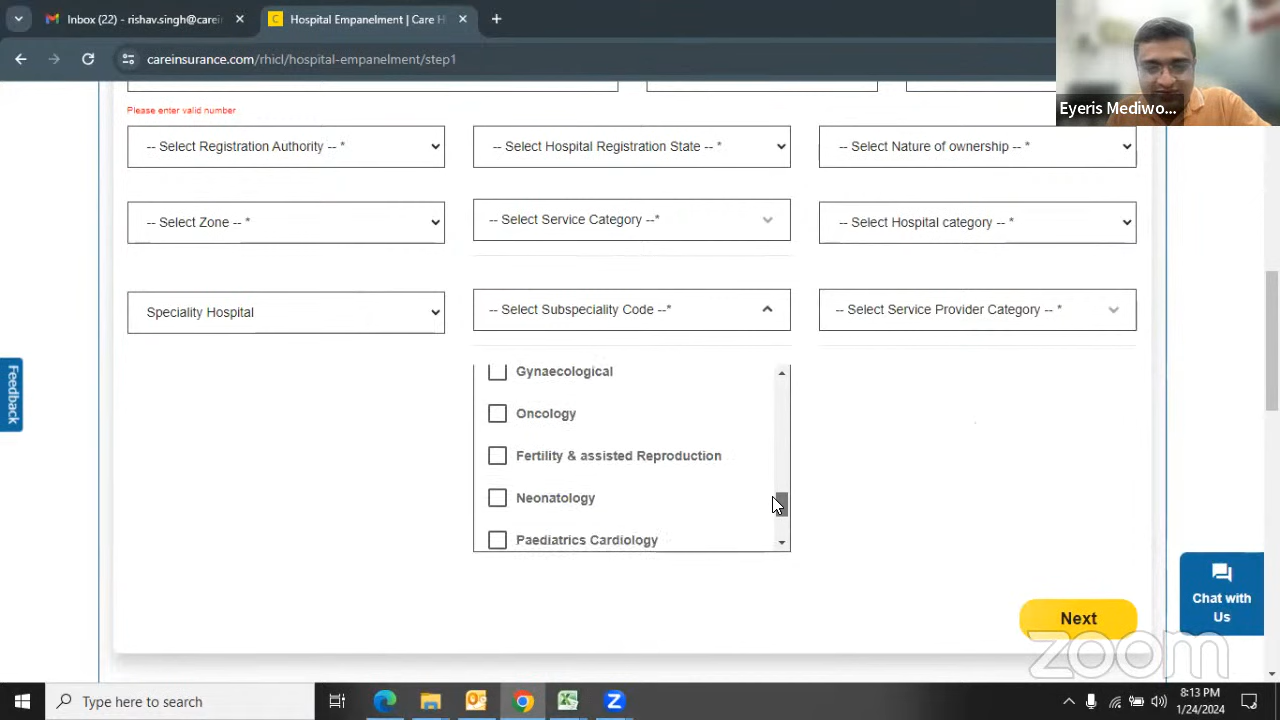 Inbox (22) - rishav.singh@carei
Hospital Empanelment | Care H
careinsurance.com/rhicl/hospital-empanelment/step1
Eyeris Mediwo...
Please enter valid number
-- Select Registration Authority -- *
-- Select Hospital Registration State -- *
-- Select Nature of ownership -- *
-- Select Zone -- *
-- Select Service Category --*
-- Select Hospital category -- *
Speciality Hospital
-- Select Subspeciality Code --*
-- Select Service Provider Category -- *
Feedback
Gynaecological
Oncology
Fertility & assisted Reproduction
Neonatology
Paediatrics Cardiology
Chat with
Us
Next
zoom
Type here to search
8:13 PM
1/24/2024